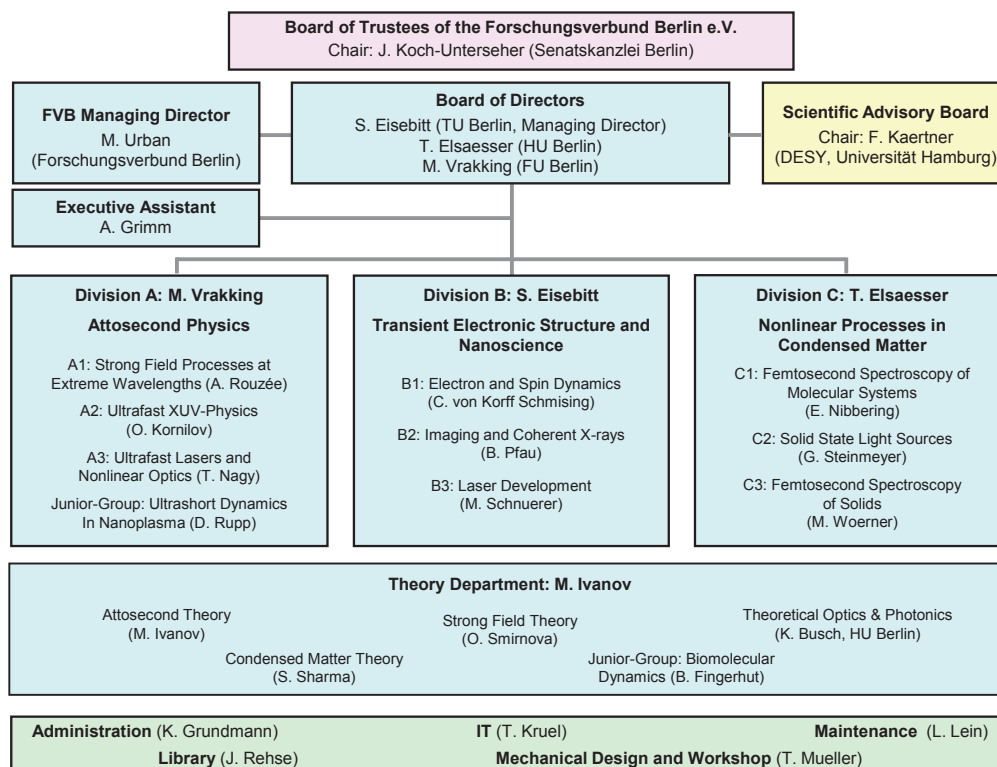 Board of Trustees of the Forschungsverbund Berlin e.V.
Chair: J. Koch-Unterseher (Senatskanzlei Berlin)
FVB Managing Director
M. Urban
(Forschungsverbund Berlin)
Board of Directors
S. Eisebitt (TU Berlin, Managing Director)
T. Elsaesser (HU Berlin)
M. Vrakking (FU Berlin)
Scientific Advisory Board
Chair: F. Kaertner
(DESY, Universität Hamburg)
Executive Assistant
A. Grimm
Division A: M. Vrakking
Attosecond Physics
A1: Strong Field Processes at
Extreme Wavelengths (A. Rouzée)
A2: Ultrafast XUV-Physics
(O. Kornilov)
A3: Ultrafast Lasers and
Nonlinear Optics (T. Nagy)
Junior-Group: Ultrashort Dynamics
In Nanoplasma (D. Rupp)
Division B: S. Eisebitt
Transient Electronic Structure and
Nanoscience
B1: Electron and Spin Dynamics
(C. von Korff Schmising)
B2: Imaging and Coherent X-rays
(B. Pfau)
B3: Laser Development
(M. Schnuerer)
Division C: T. Elsaesser
Nonlinear Processes in
Condensed Matter
C1: Femtosecond Spectroscopy of
Molecular Systems
(E. Nibbering)
C2: Solid State Light Sources
(G. Steinmeyer)
C3: Femtosecond Spectroscopy
of Solids
(M. Woerner)
Theory Department: M. Ivanov
Attosecond Theory
(M. Ivanov)
Strong Field Theory
(O. Smirnova)
Theoretical Optics & Photonics
(K. Busch, HU Berlin)
Condensed Matter Theory
(S. Sharma)
Junior-Group: Biomolecular
Dynamics (B. Fingerhut)
Administration (K. Grundmann) IT (T. Kruel) Maintenance (L. Lein)
Library (J. Rehse) Mechanical Design and Workshop (T. Mueller)